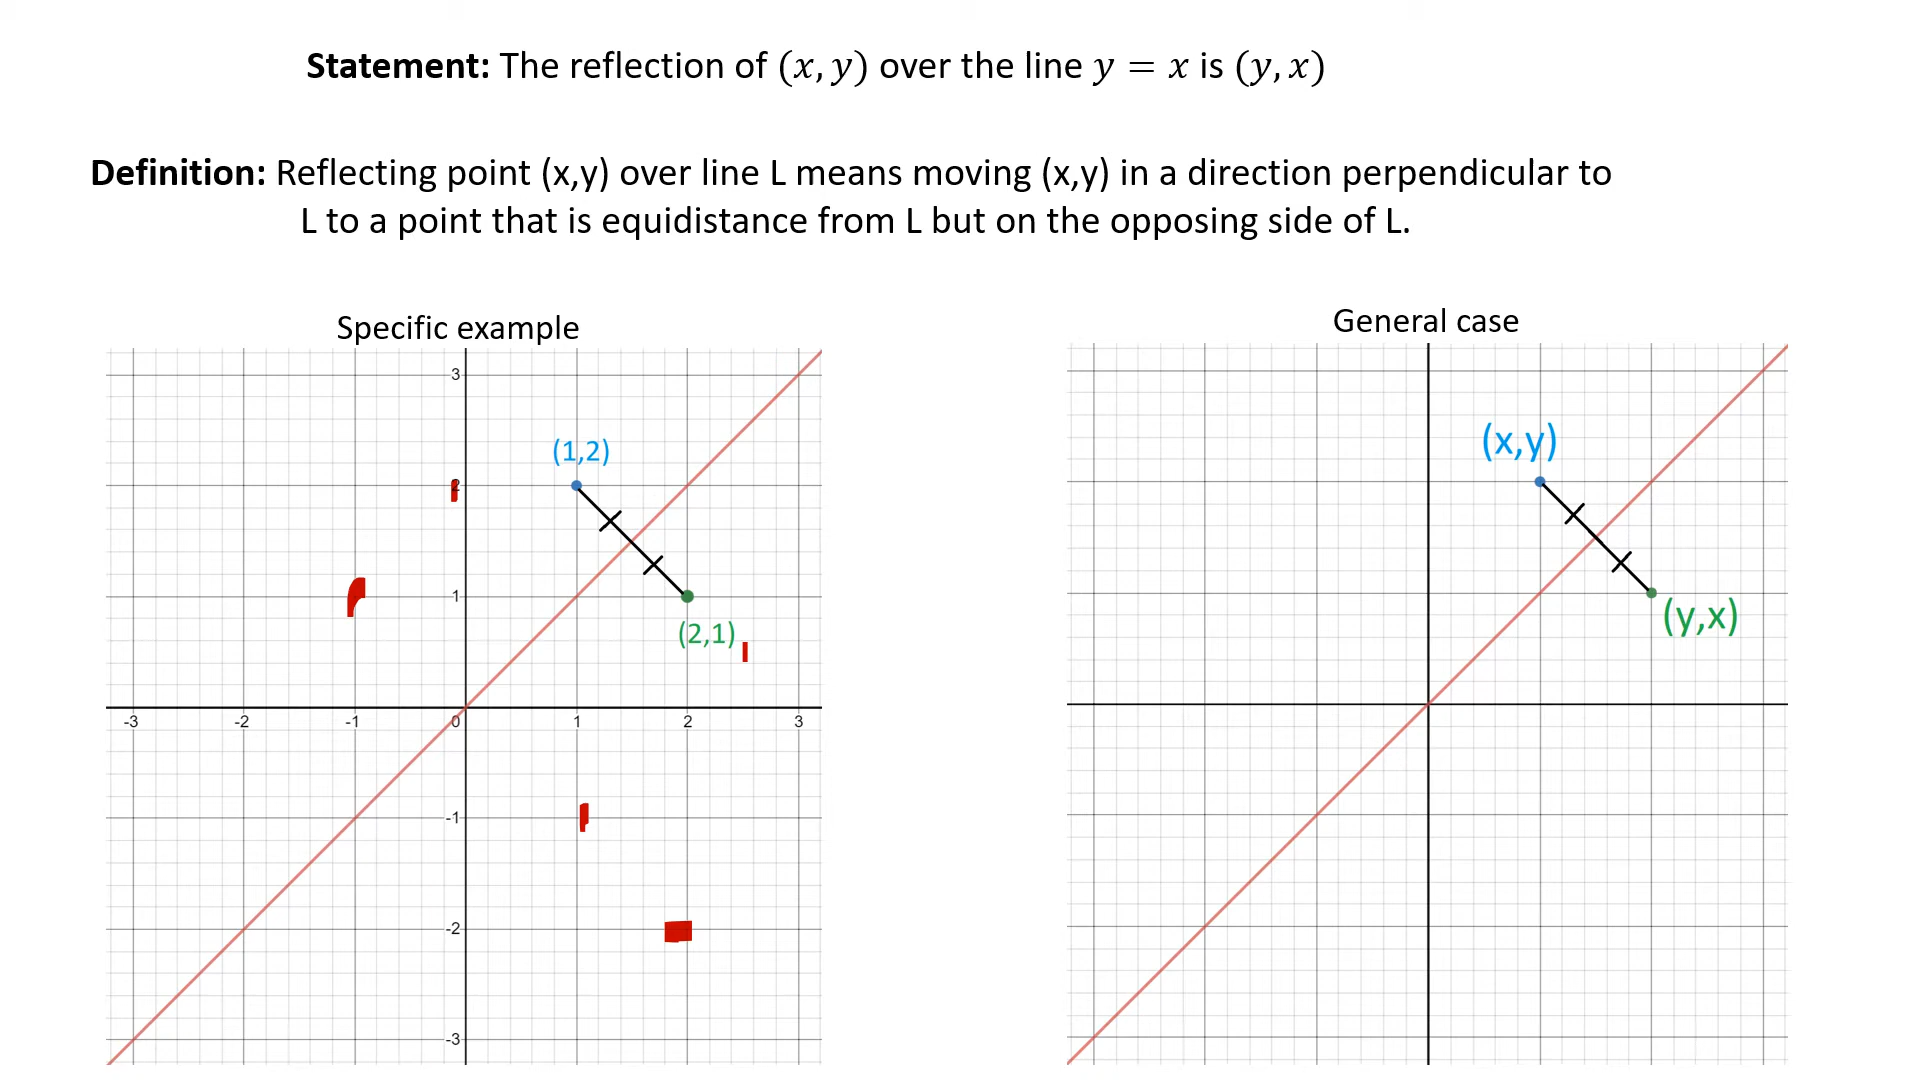 Statement: The reflection of (x, y) over the line y = x is (y, x)
Definition: Reflecting point (x,y) over line L means moving (x,y) in a direction perpendicular to
L to a point that is equidistance from L but on the opposing side of L.
Specific example
General case
3
(1,2)
(x,y)
2
1
(2,1)
(y,x)
-3 -2 -1 0 1 2 3
-1
-2
-3